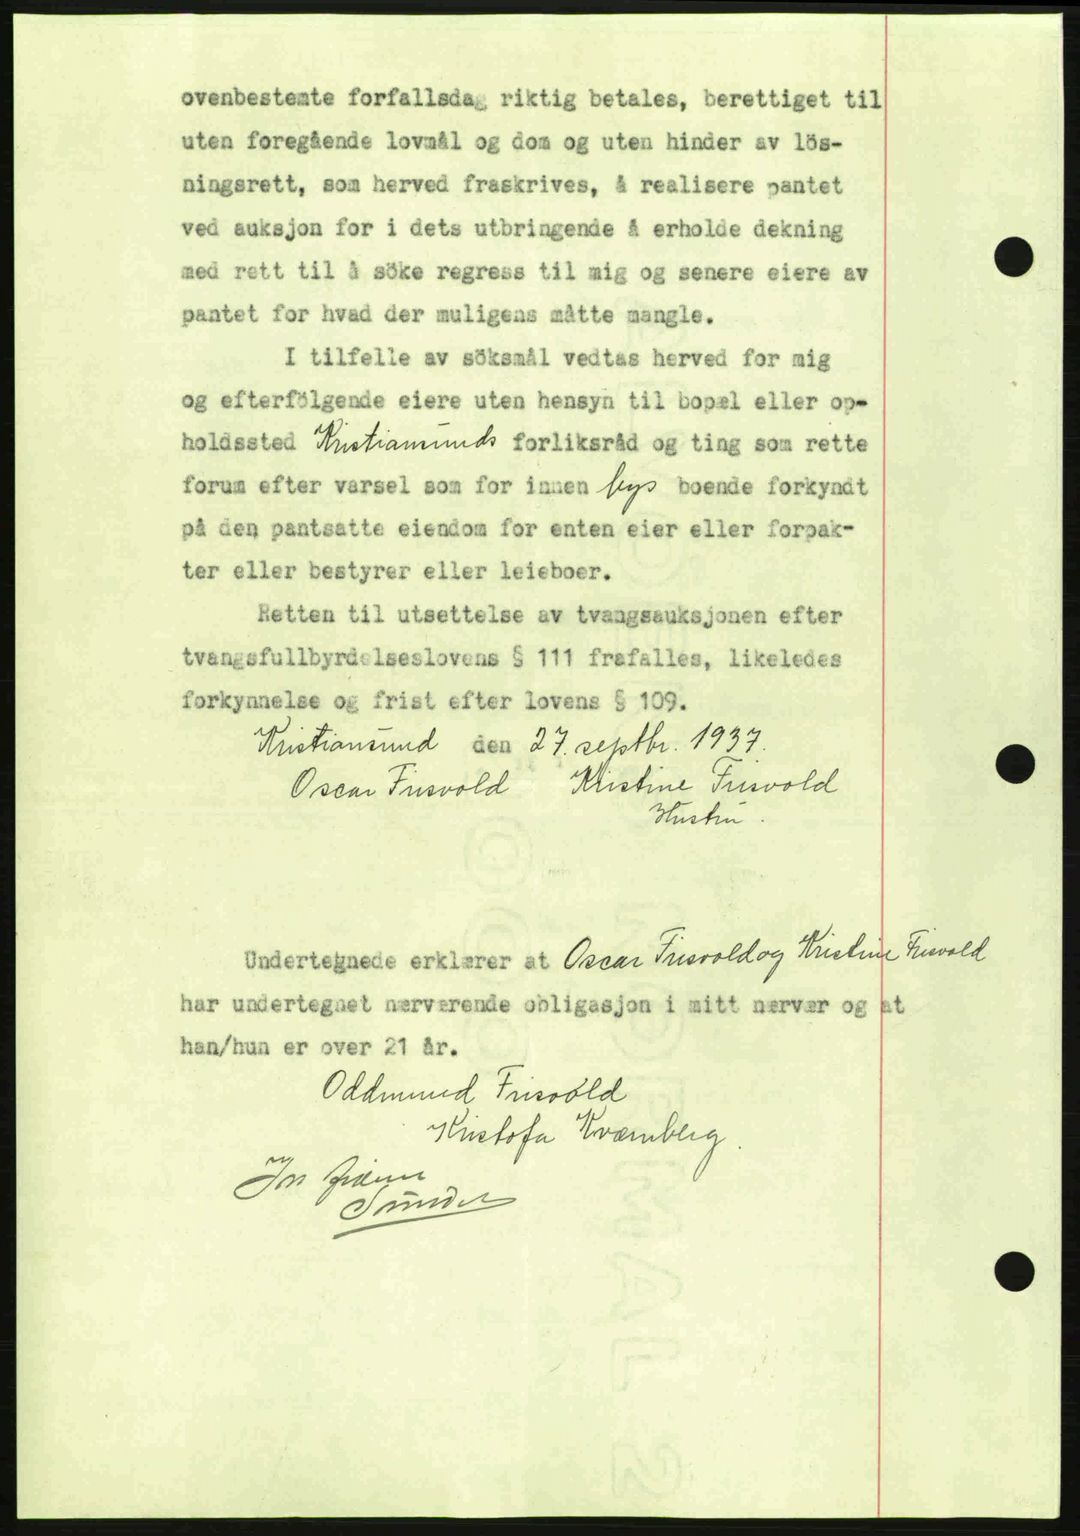 ovenbestemte forfallsdag riktig betales, berettiget til
uten foregående lovmål og dom og uten hinder av lös-
ningsrett, som herved fraskrives, å realisere pantet
ved auksjon for i dets utbringende å erholde dekning
med rett til å söke regress til mig og senere eiere av
pantet for hvad der muligens måtte mangle.
I tilfelle av söksmål vedtas herved for mig
og efterfölgende eiere uten hensyn til bopæl eller op-
holdssted Kristiansunds forliksråd og ting som rette
forum efter varsel som for innen bys boende forkyndt
på den pantsatte eiendom for enten eier eller forpak-
ter eller bestyrer eller leieboer.
Retten til utsettelse av tvangsauksjonen efter
tvangsfullbyrdelseslovens § 111 frafalles, likeledes
forkynnelse og frist efter lovens § 109.
Kristiansund den 27. septbr. 1937.
Oscar Frisvold Kristine Frisvold
Hustru.
Undertegnede erklærer at Oscar Frisvold og Kristine Frisvold
har undertegnet nærværende obligasjon i mitt nærvær og at
han/hun er over 21 år.
Oddmund Frisvold
Kristofa Kværnberg.